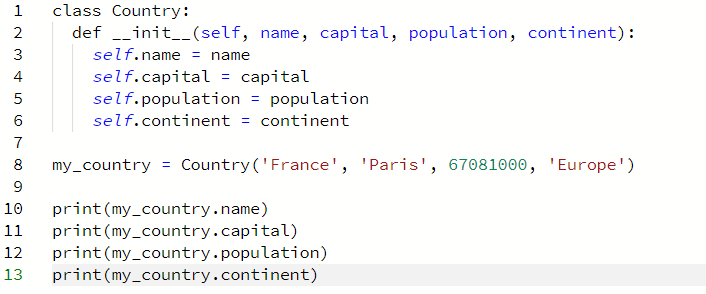 1 class Country:
2   def __init__(self, name, capital, population, continent):
3     self.name = name
4     self.capital = capital
5     self.population = population
6     self.continent = continent
7
8 my_country = Country('France', 'Paris', 67081000, 'Europe')
9
10 print(my_country.name)
11 print(my_country.capital)
12 print(my_country.population)
13 print(my_country.continent)